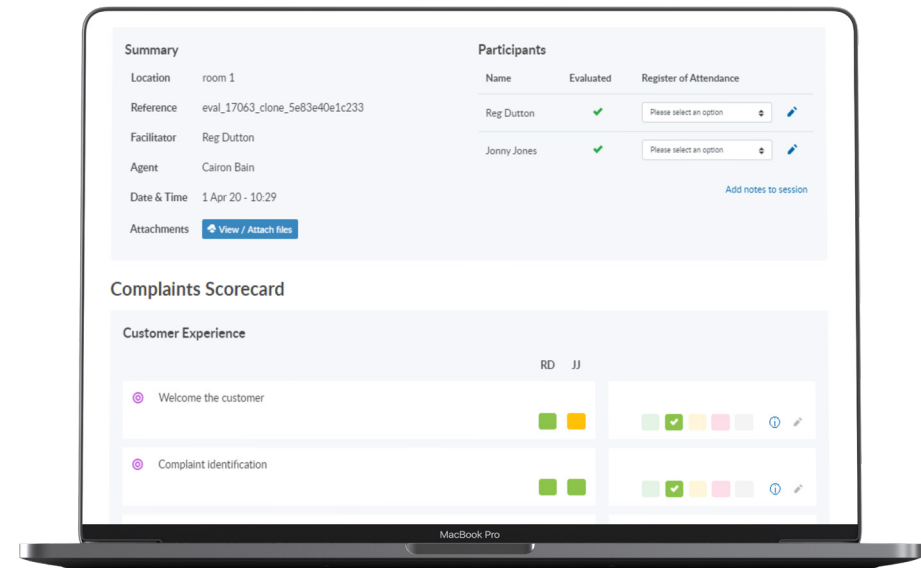 Summary
Location room 1
Reference eval_17063_clone_5e83e40e1c233
Facilitator Reg Dutton
Agent Cairon Bain
Date & Time 1 Apr 20 - 10:29
Attachments View / Attach files
Participants
Name Evaluated Register of Attendance
Reg Dutton Please select an option
Jonny Jones Please select an option
Add notes to session
Complaints Scorecard
Customer Experience
RD JJ
Welcome the customer
Complaint identification
MacBook Pro